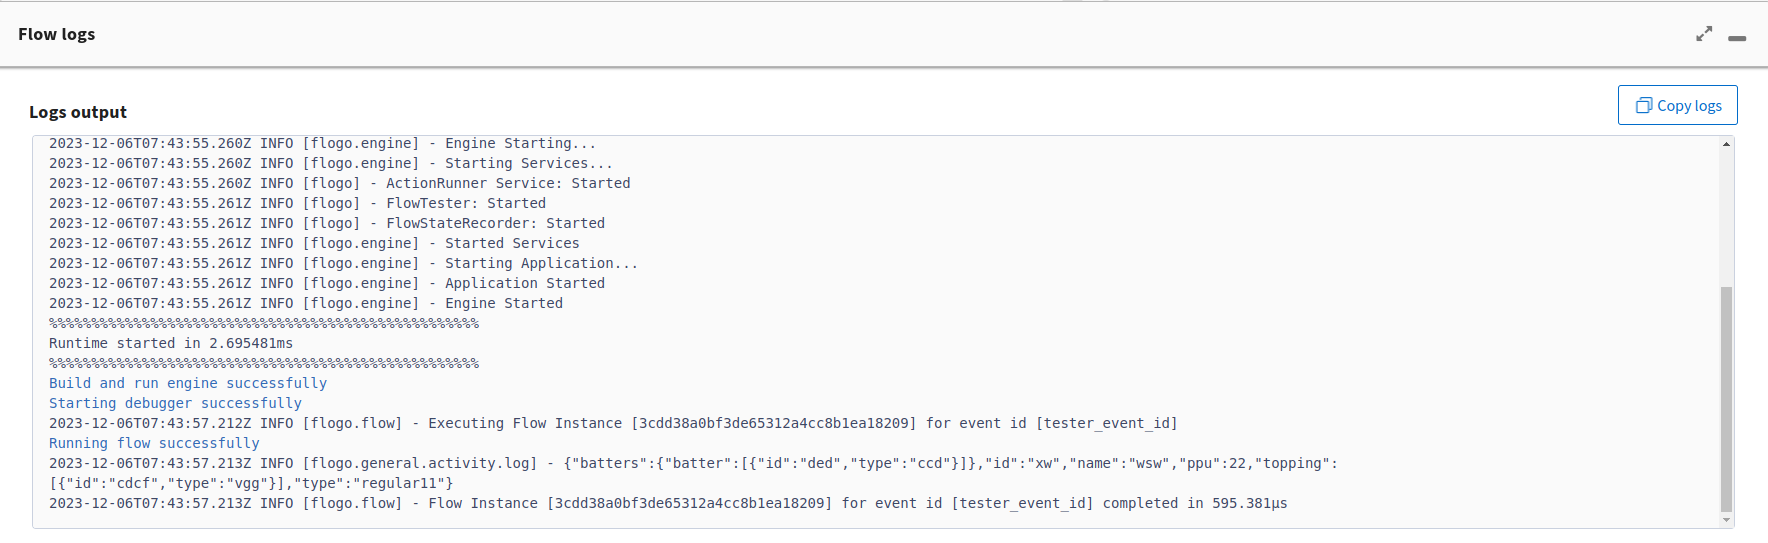 Flow logs
Logs output
Copy logs
2023-12-06T07:43:55.260Z INFO [flogo.engine] - Engine Starting...
2023-12-06T07:43:55.260Z INFO [flogo.engine] - Starting Services...
2023-12-06T07:43:55.260Z INFO [flogo] - ActionRunner Service: Started
2023-12-06T07:43:55.261Z INFO [flogo] - FlowTester: Started
2023-12-06T07:43:55.261Z INFO [flogo] - FlowStateRecorder: Started
2023-12-06T07:43:55.261Z INFO [flogo.engine] - Started Services
2023-12-06T07:43:55.261Z INFO [flogo.engine] - Starting Application...
2023-12-06T07:43:55.261Z INFO [flogo.engine] - Application Started
2023-12-06T07:43:55.261Z INFO [flogo.engine] - Engine Started
%%%%%%%%%%%%%%%%%%%%%%%%%%%%%%%%%%%%%%%%%%%%%%%%%%%
Runtime started in 2.695481ms
%%%%%%%%%%%%%%%%%%%%%%%%%%%%%%%%%%%%%%%%%%%%%%%%%%%
Build and run engine successfully
Starting debugger successfully
2023-12-06T07:43:57.212Z INFO [flogo.flow] - Executing Flow Instance [3cdd38a0bf3de65312a4cc8b1ea18209] for event id [tester_event_id]
Running flow successfully
2023-12-06T07:43:57.213Z INFO [flogo.general.activity.log] - {"batters":{"batter":[{"id":"ded","type":"ccd"}]},"id":"xw","name":"wsw","ppu":22,"topping":
[{"id":"cdcf","type":"vgg"}],"type":"regular11"}
2023-12-06T07:43:57.213Z INFO [flogo.flow] - Flow Instance [3cdd38a0bf3de65312a4cc8b1ea18209] for event id [tester_event_id] completed in 595.381µs